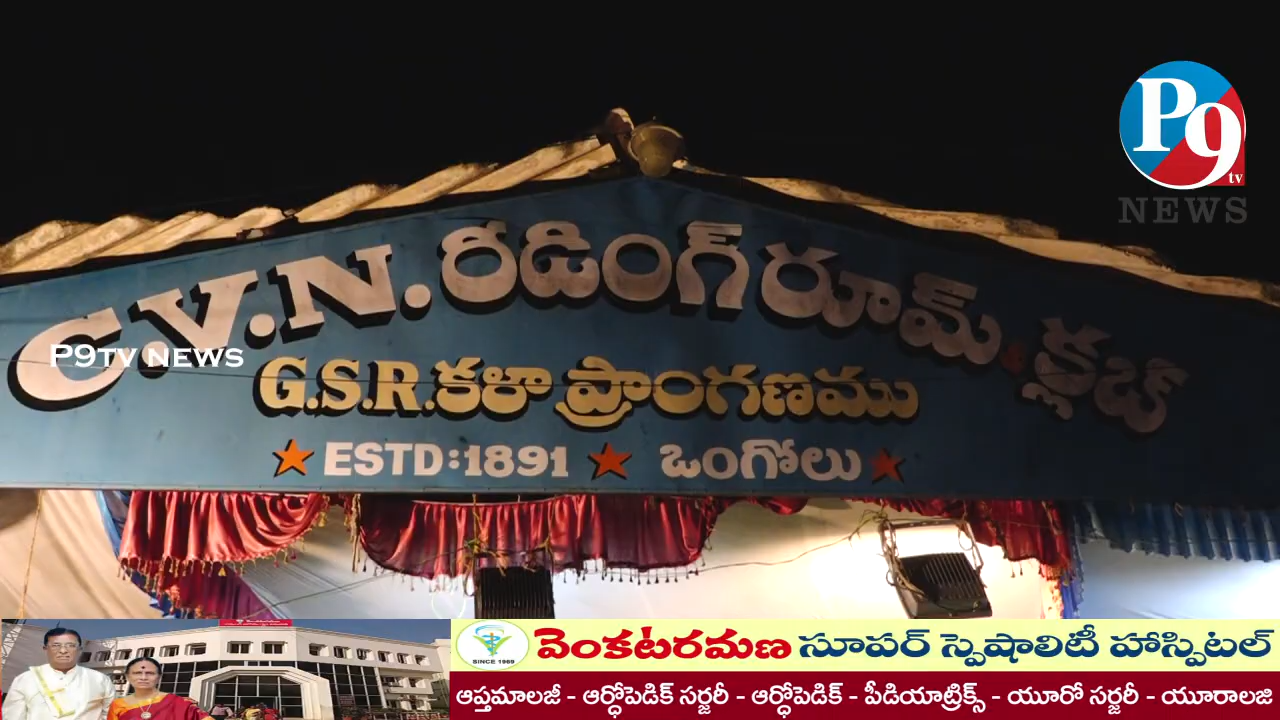 P9
tv
NEWS
C.V.N. రీడింగ్ రూమ్. క్లబ్
P9TV NEWS
G.S.R. కళా ప్రాంగణము
ESTD:1891 ఒంగోలు
SINCE 1969
వెంకటరమణ సూపర్ స్పెషాలిటీ హాస్పిటల్
ఆప్తమాలజీ - ఆర్థోపెడిక్ సర్జరీ - ఆర్థోపెడిక్ - పీడియాట్రిక్స్ - యూరో సర్జరీ - యూరాలజి